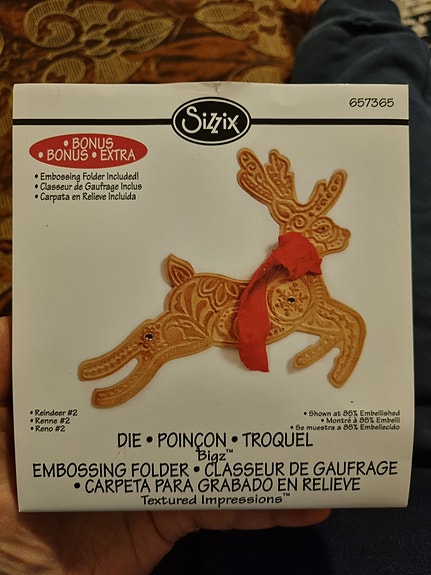 657365
Sizzix
• BONUS
• BONUS • EXTRA
• Embossing Folder Included!
• Classeur de Gaufrage Inclus
• Carpata en Relieve Incluida
• Reindeer #2
• Renne #2
• Reno #2
• Shown at 85% Embellished
• Montré à 85% Embelli
• Se muestra a 85% Embellecido
DIE • POINÇON • TROQUEL
Bigz™
EMBOSSING FOLDER • CLASSEUR DE GAUFRAGE
• CARPETA PARA GRABADO EN RELIEVE
Textured Impressions™